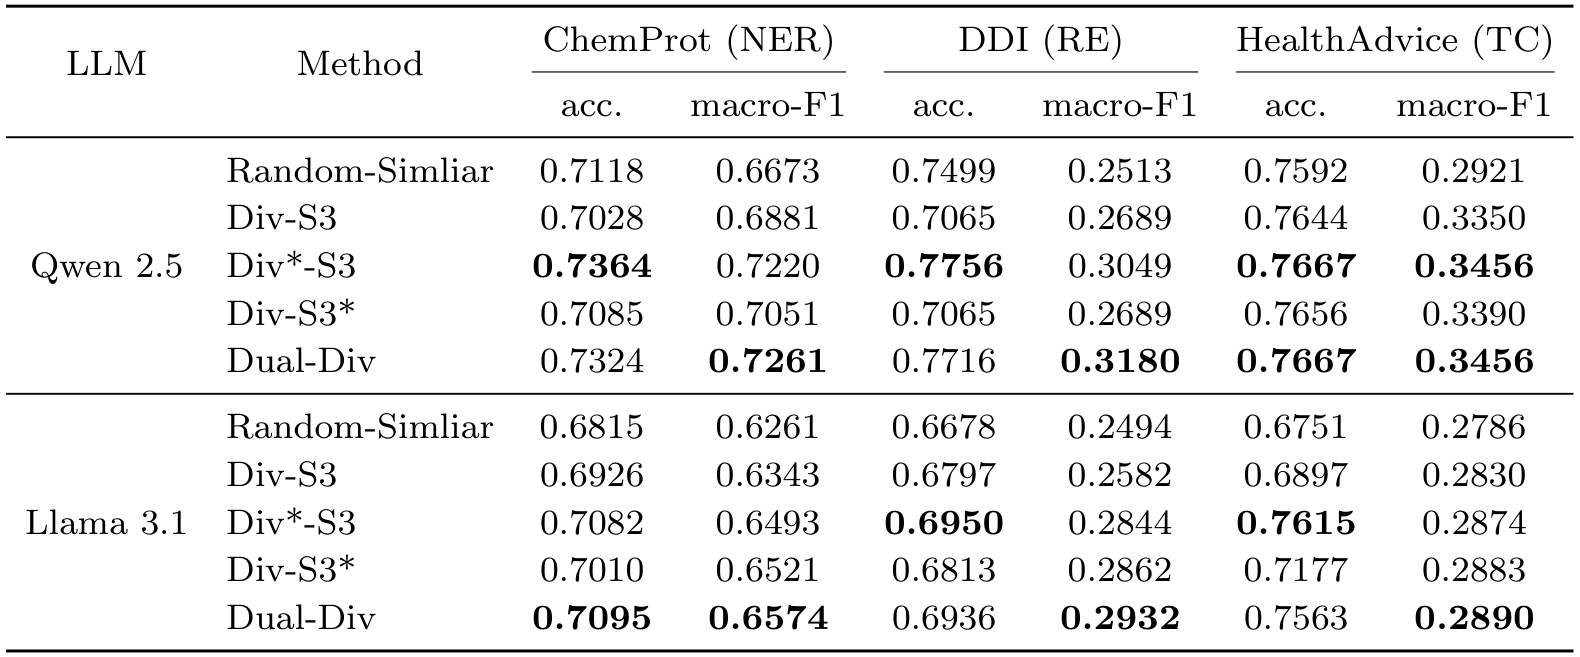 LLM Method ChemProt (NER) DDI (RE) HealthAdvice (TC)
acc. macro-F1 acc. macro-F1 acc. macro-F1
Random-Simliar 0.7118 0.6673 0.7499 0.2513 0.7592 0.2921
Div-S3 0.7028 0.6881 0.7065 0.2689 0.7644 0.3350
Qwen 2.5 Div*-S3 0.7364 0.7220 0.7756 0.3049 0.7667 0.3456
Div-S3* 0.7085 0.7051 0.7065 0.2689 0.7656 0.3390
Dual-Div 0.7324 0.7261 0.7716 0.3180 0.7667 0.3456
Random-Simliar 0.6815 0.6261 0.6678 0.2494 0.6751 0.2786
Div-S3 0.6926 0.6343 0.6797 0.2582 0.6897 0.2830
Llama 3.1 Div*-S3 0.7082 0.6493 0.6950 0.2844 0.7615 0.2874
Div-S3* 0.7010 0.6521 0.6813 0.2862 0.7177 0.2883
Dual-Div 0.7095 0.6574 0.6936 0.2932 0.7563 0.2890